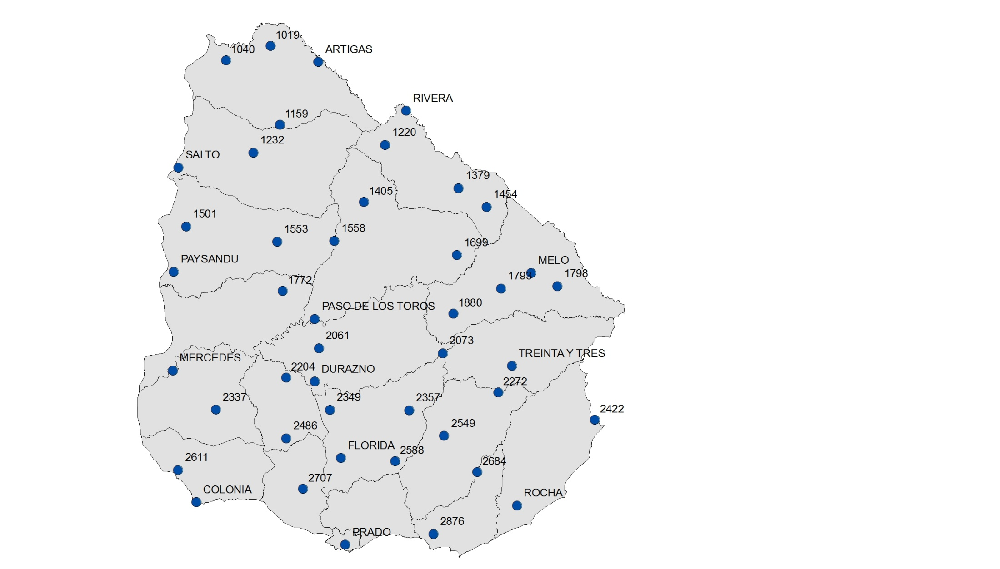 1019
1040
ARTIGAS
RIVERA
1159
1220
1232
SALTO
1379
1405
1454
1501
1558
1553
1699
PAYSANDU
MELO
1798
1793
1772
1880
PASO DE LOS TOROS
2061
2073
TREINTA Y TRES
MERCEDES
2204
DURAZNO
2272
2337
2349
2357
2422
2549
2486
FLORIDA
2588
2611
2684
2707
COLONIA
ROCHA
2876
PRADO